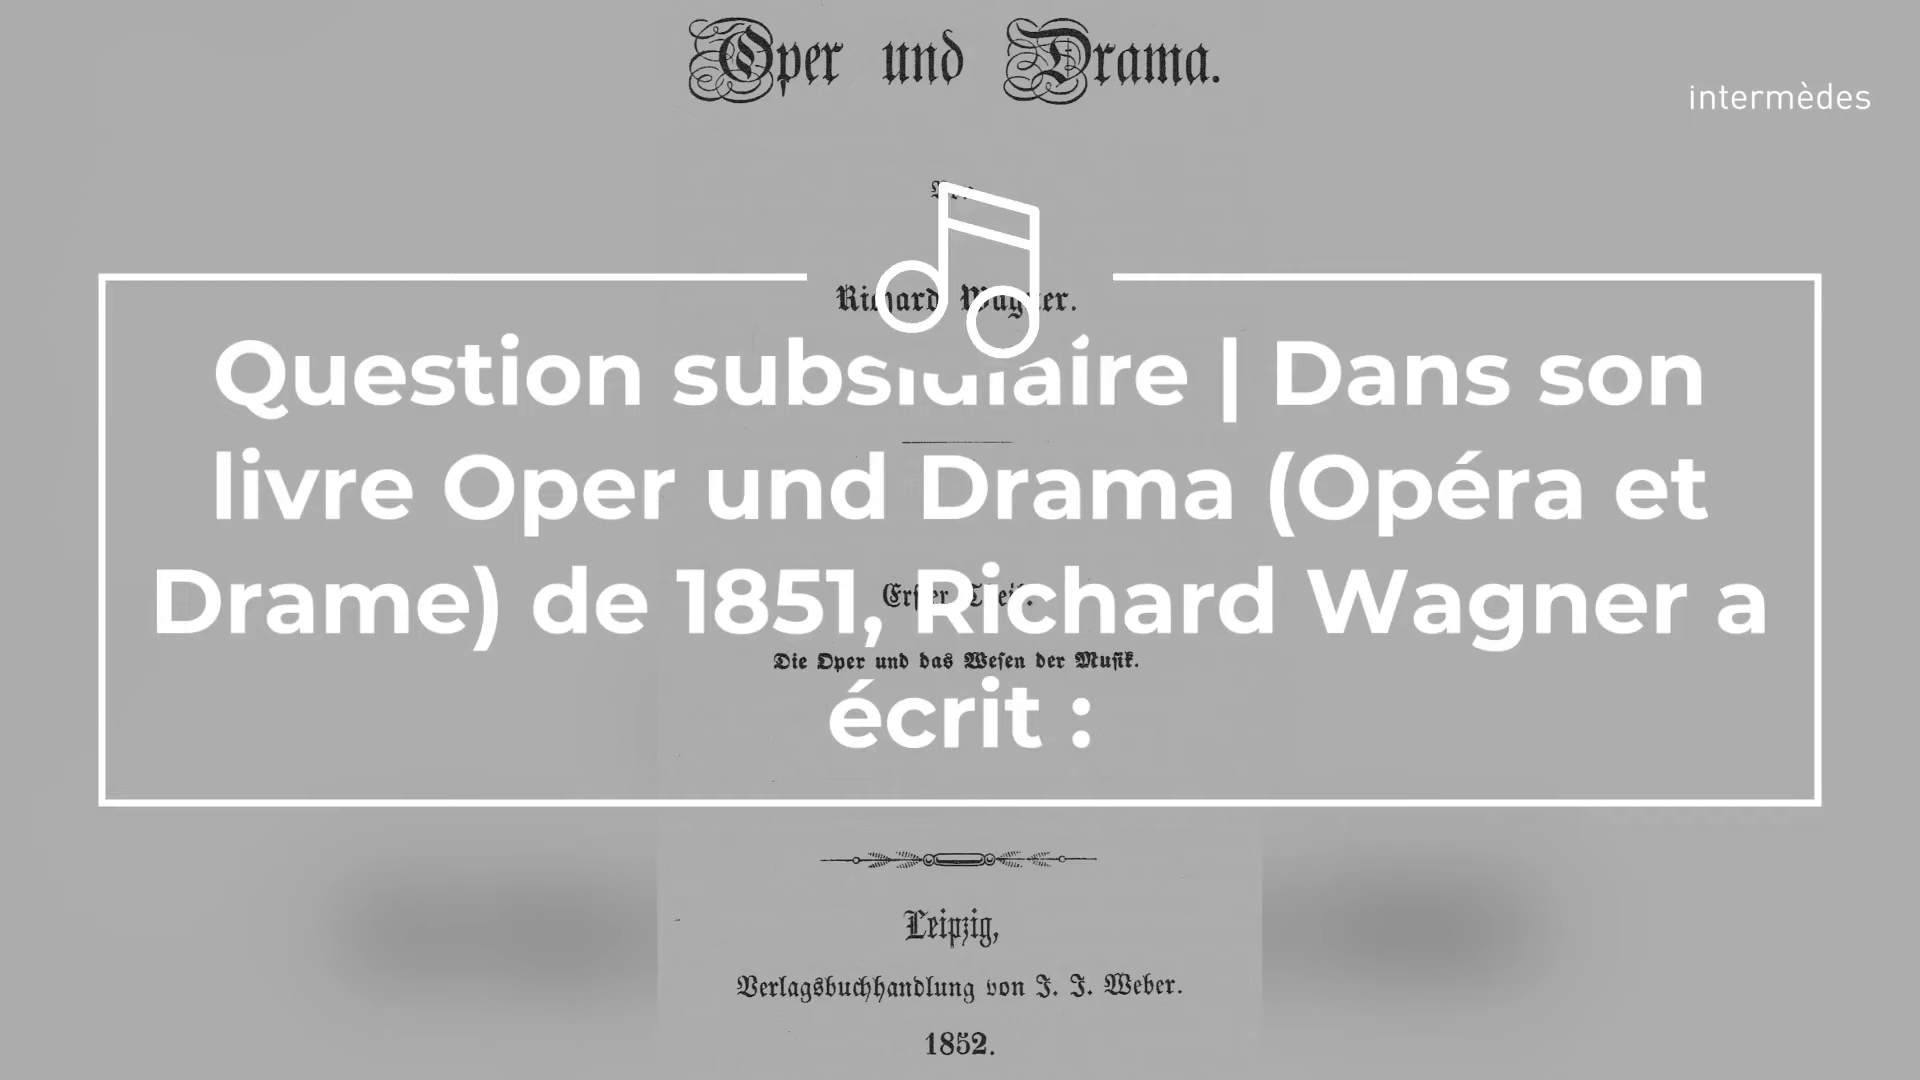 Oper und Drama.
intermèdes
Richard Wagner.
Question subsidiaire | Dans son
livre Oper und Drama (Opéra et
Drame) de 1851, Richard Wagner a
écrit :
Die Oper und das Wesen der Musik.
Leipzig,
Verlagsbuchhandlung von J. J. Weber.
1852.